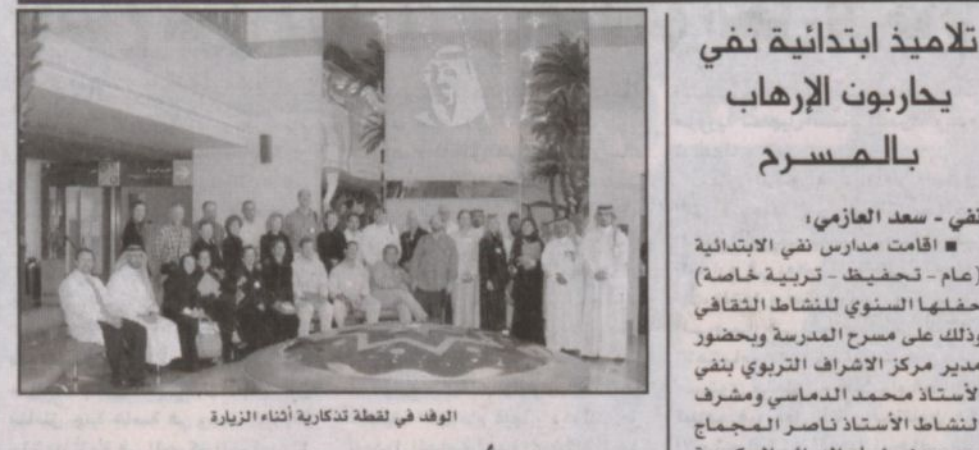 تلاميذ ابتدائية نفي
يحاربون الإرهاب
بالمسرح
نفي - سعد العازمي:
■ اقامت مدارس نفي الابتدائية
(عام - تحفيظ - تربية خاصة)
حفلها السنوي للنشاط الثقافي
وذلك على مسرح المدرسة وبحضور
مدير مركز الاشراف التربوي بنفي
الأستاذ محمد الدماسي ومشرف
النشاط الأستاذ ناصر المجماج
الوفد في لقطة تذكارية أثناء الزيارة